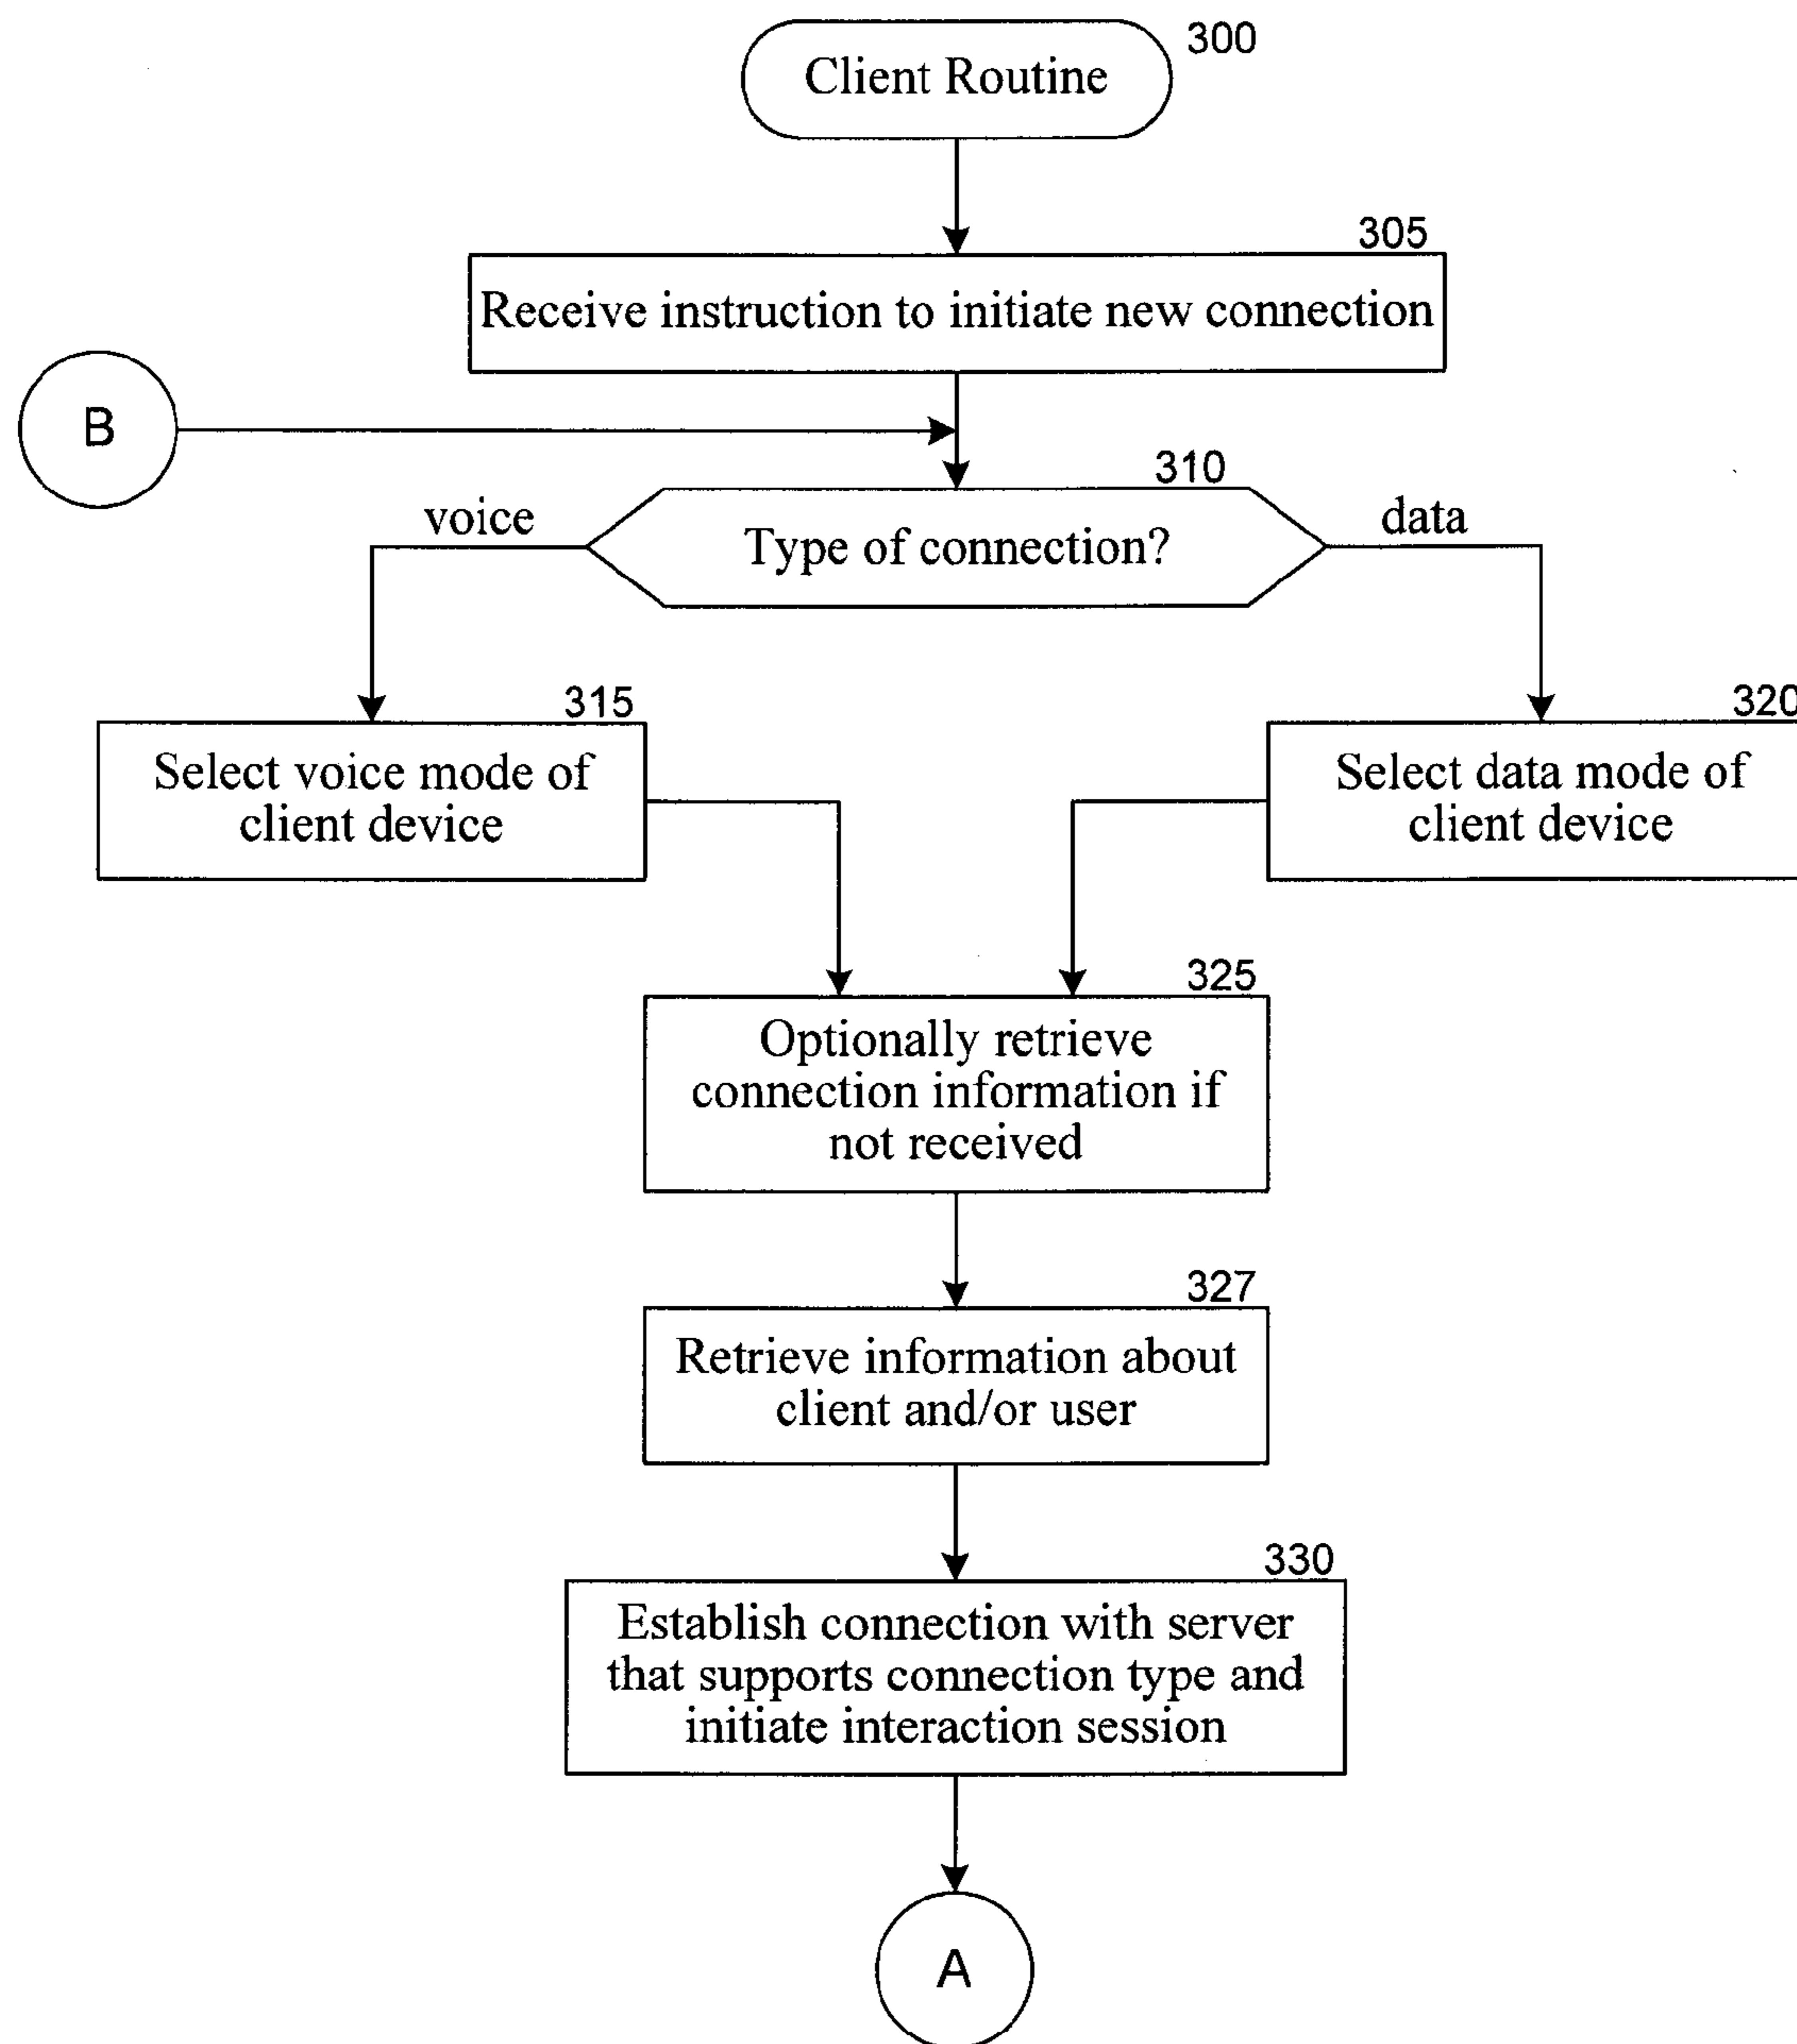 300
Client Routine
305
Receive instruction to initiate new connection
B
310
voice
Type of connection?
data
315
Select voice mode of
client device
320
Select data mode of
client device
325
Optionally retrieve
connection information if
not received
327
Retrieve information about
client and/or user
330
Establish connection with server
that supports connection type and
initiate interaction session
A